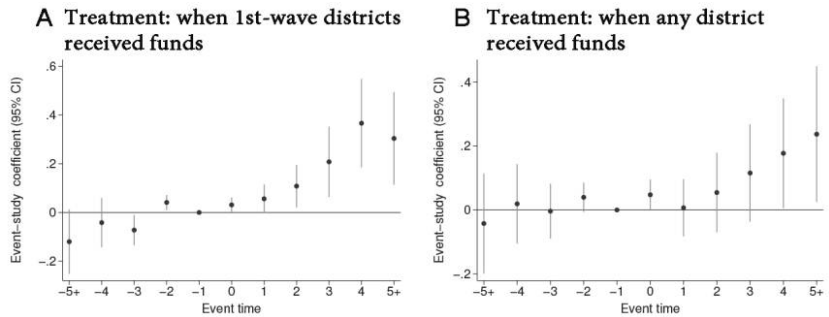 A Treatment: when 1st-wave districts
received funds
Event-study coefficient (95% CI)
.6
.4
.2
0
-.2
-5+ -4 -3 -2 -1 0 1 2 3 4 5+
Event time
B Treatment: when any district
received funds
Event-study coefficient (95% CI)
.4
.2
0
-.2
-5+ -4 -3 -2 -1 0 1 2 3 4 5+
Event time